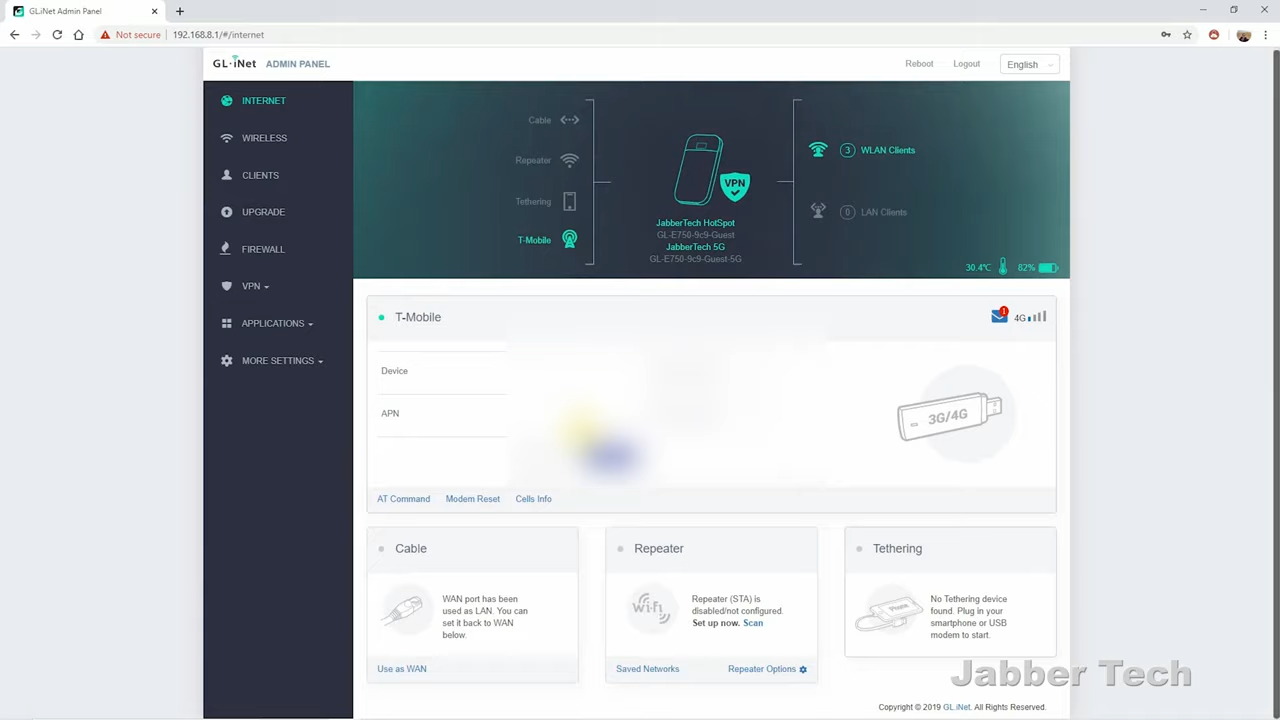 GL.iNet Admin Panel
Not secure
192.168.8.1/#/internet
GL·iNet ADMIN PANEL
Reboot
Logout
English
INTERNET
WIRELESS
CLIENTS
UPGRADE
FIREWALL
VPN
APPLICATIONS
MORE SETTINGS
Cable
Repeater
Tethering
T-Mobile
VPN
JabberTech HotSpot
GL-E750-9c9-Guest
JabberTech 5G
GL-E750-9c9-Guest-5G
3 WLAN Clients
0 LAN Clients
30.4℃ 82%
T-Mobile
1
4G
Device
APN
3G/4G
AT Command
Modem Reset
Cells Info
Cable
WAN port has been
used as LAN. You can
set it back to WAN
below.
Use as WAN
Repeater
Wi-Fi
Repeater (STA) is
disabled/not configured.
Set up now. Scan
Saved Networks
Repeater Options
Tethering
Phone
No Tethering device
found. Plug in your
smartphone or USB
modem to start.
Jabber Tech
Copyright © 2019 GL.iNet. All Rights Reserved.